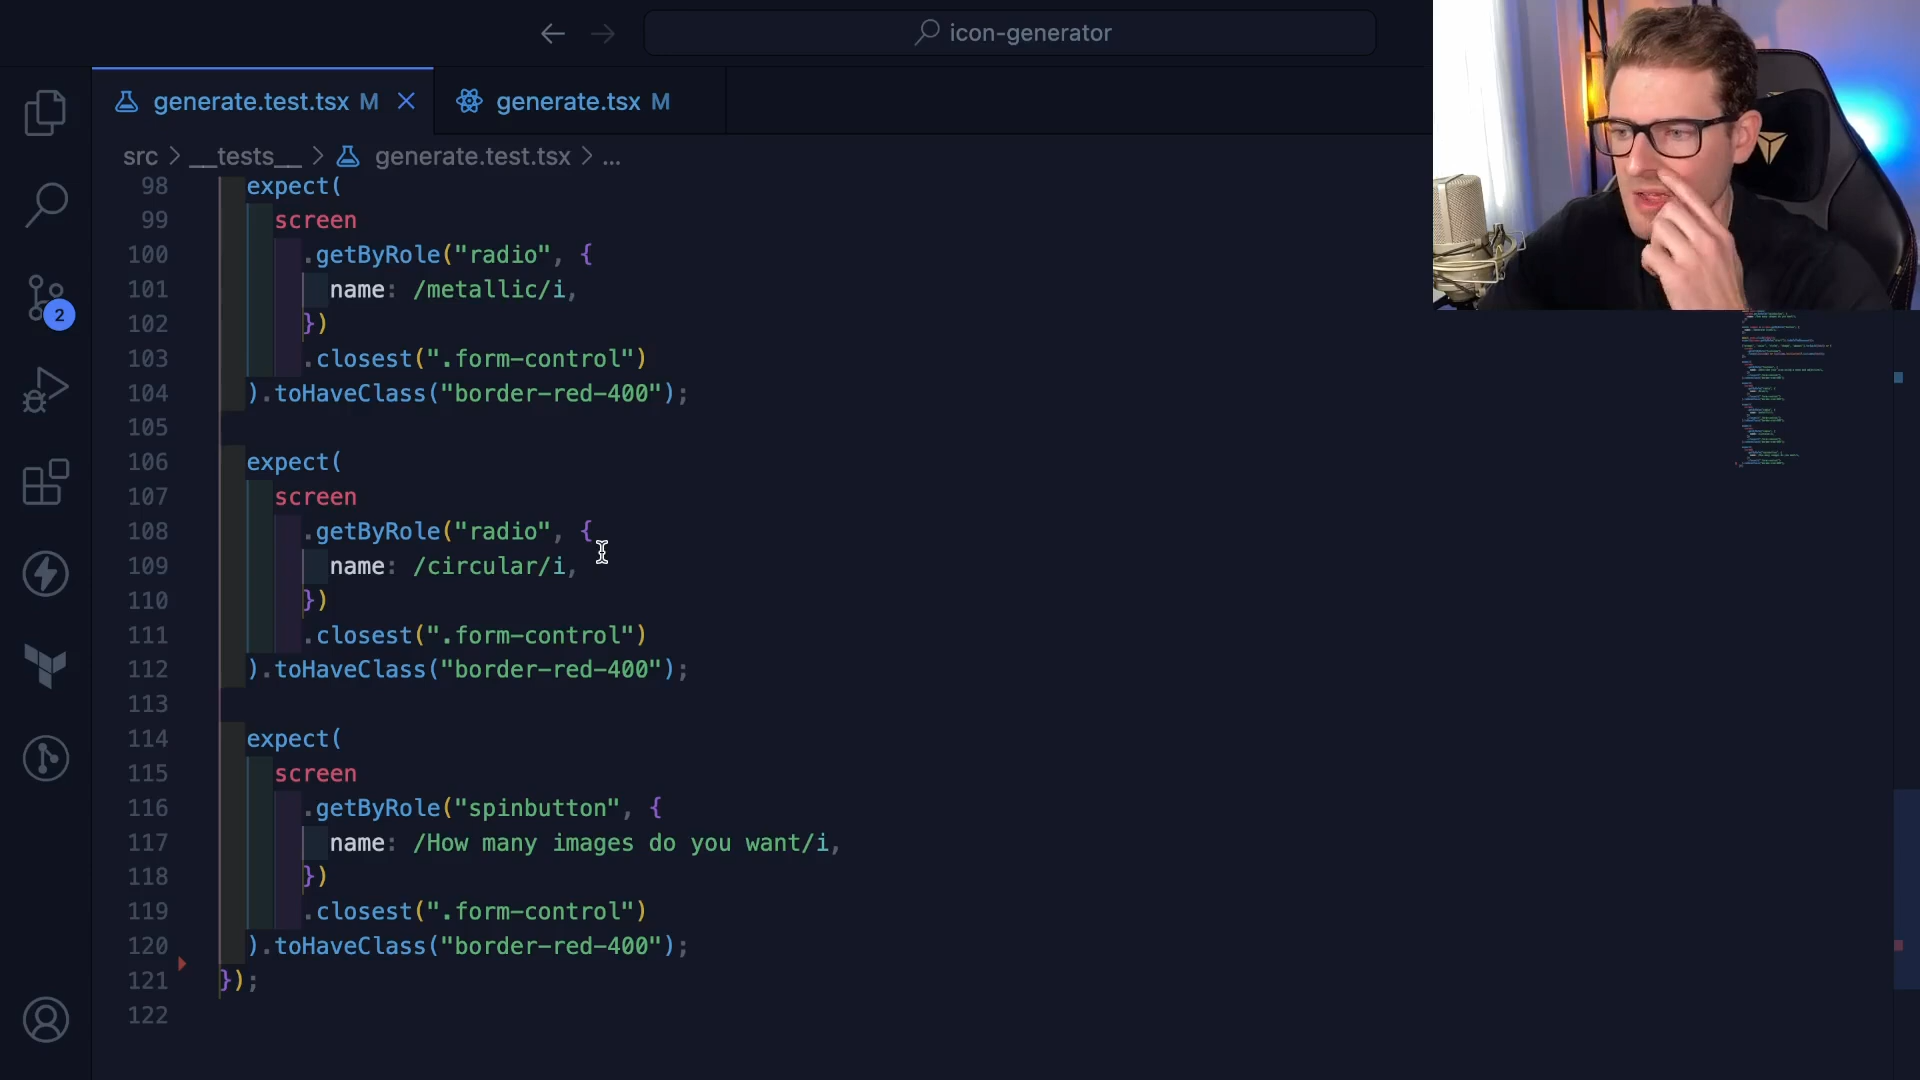 icon-generator
generate.test.tsx M
generate.tsx M
src > __tests__ > generate.test.tsx > ...
2
98 expect(
99 screen
100 .getByRole("radio", {
101 name: /metallic/i,
102 })
103 .closest(".form-control")
104 ).toHaveClass("border-red-400");
105
106 expect(
107 screen
108 .getByRole("radio", {
109 name: /circular/i,
110 })
111 .closest(".form-control")
112 ).toHaveClass("border-red-400");
113
114 expect(
115 screen
116 .getByRole("spinbutton", {
117 name: /How many images do you want/i,
118 })
119 .closest(".form-control")
120 ).toHaveClass("border-red-400");
121 });
122